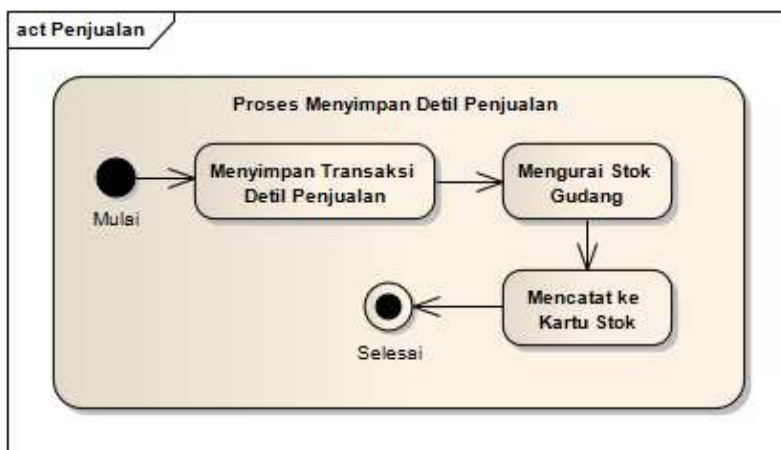 act Penjualan
Proses Menyimpan Detil Penjualan
Mulai
Menyimpan Transaksi
Detil Penjualan
Mengurai Stok
Gudang
Mencatat ke
Kartu Stok
Selesai